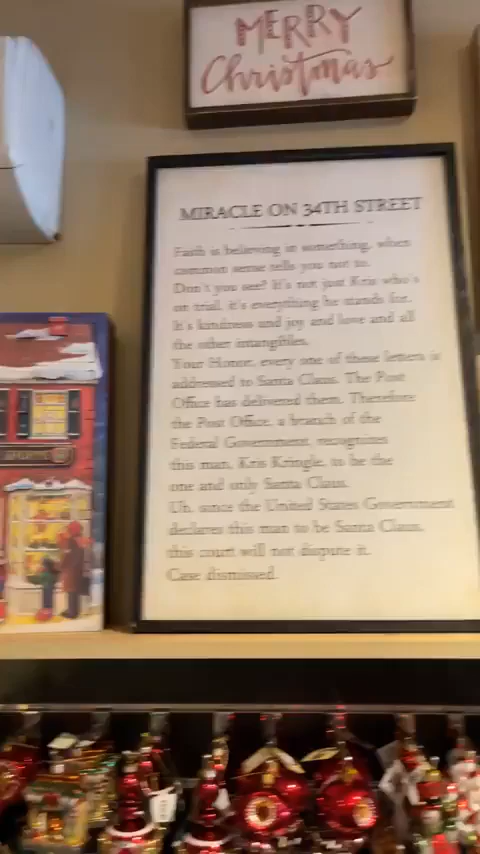 MERRY
Christmas
MIRACLE ON 34TH STREET
Faith is believing in something, when
common sense tells you not to.
Don't you see? It's not just Kris who's
on trial, it's everything he stands for.
It's kindness and joy and love and all
the other intangibles.
Your Honor, every one of these letters is
addressed to Santa Claus. The Post
Office has delivered them. Therefore
the Post Office, a branch of the
Federal Government, recognizes
this man, Kris Kringle, to be the
one and only Santa Claus.
Uh, since the United States Government
declares this man to be Santa Claus,
this court will not dispute it.
Case dismissed.